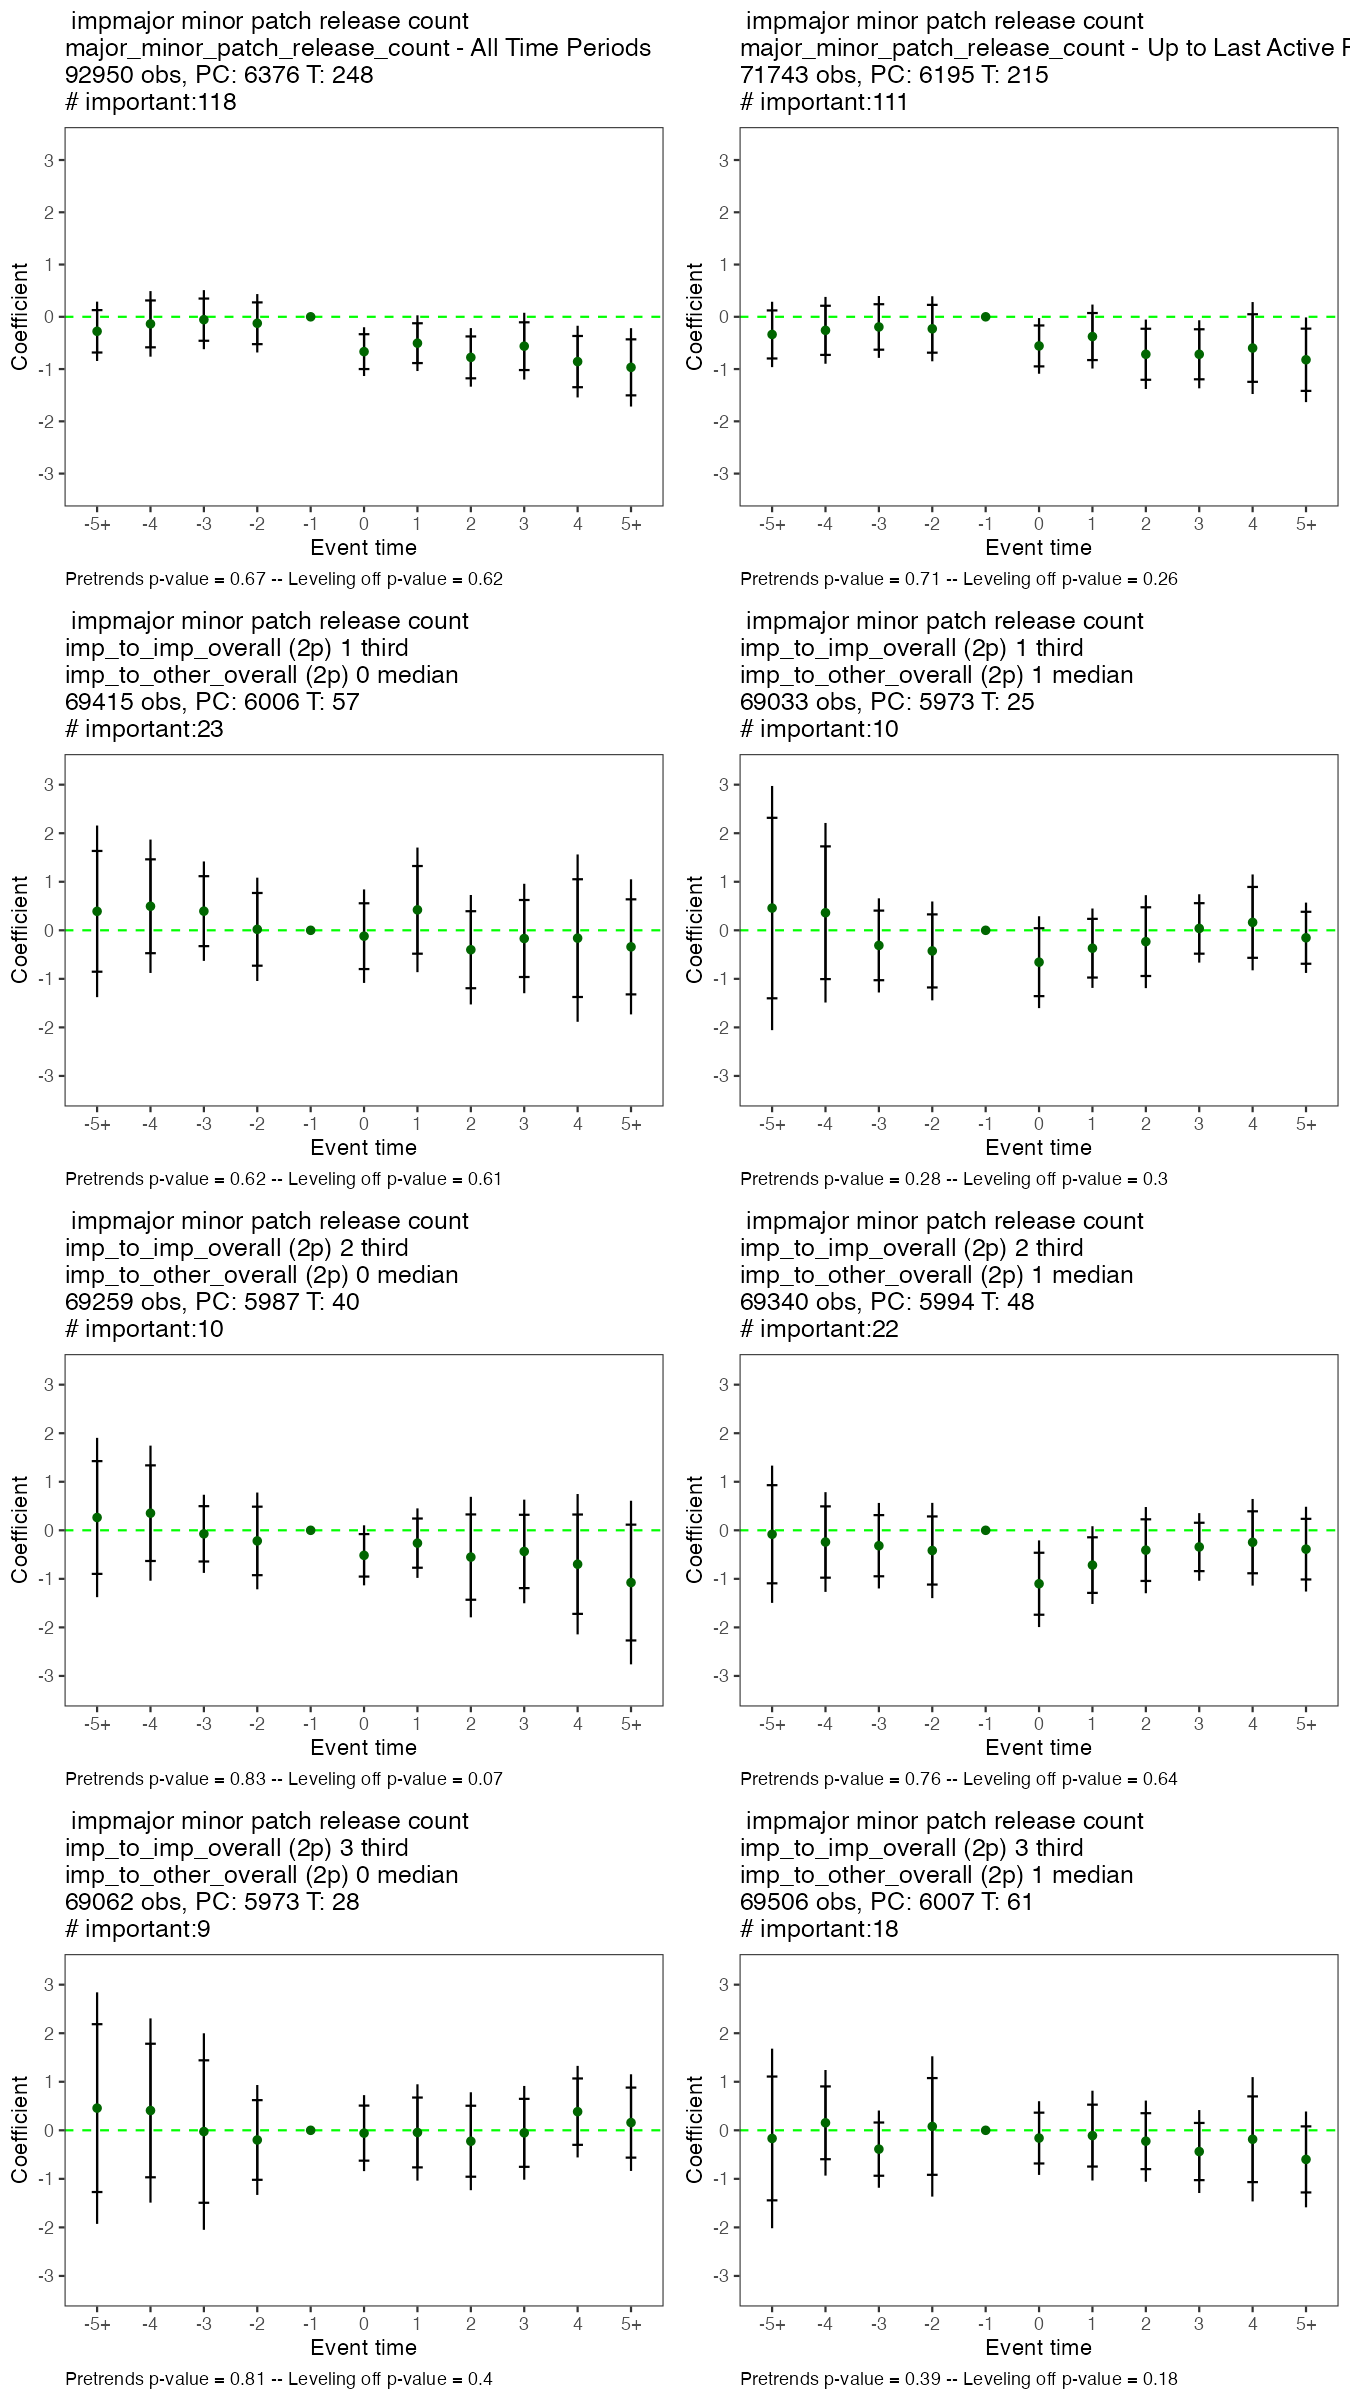 impmajor minor patch release count
major_minor_patch_release_count - All Time Periods
92950 obs, PC: 6376 T: 248
# important:118
3
2
1
0
-1
-2
-3
Coefficient
-5+ -4 -3 -2 -1 0 1 2 3 4 5+
Event time
Pretrends p-value = 0.67 -- Leveling off p-value = 0.62
impmajor minor patch release count
major_minor_patch_release_count - Up to Last Active
71743 obs, PC: 6195 T: 215
# important:111
3
2
1
0
-1
-2
-3
Coefficient
-5+ -4 -3 -2 -1 0 1 2 3 4 5+
Event time
Pretrends p-value = 0.71 -- Leveling off p-value = 0.26
impmajor minor patch release count
imp_to_imp_overall (2p) 1 third
imp_to_other_overall (2p) 0 median
69415 obs, PC: 6006 T: 57
# important:23
3
2
1
0
-1
-2
-3
Coefficient
-5+ -4 -3 -2 -1 0 1 2 3 4 5+
Event time
Pretrends p-value = 0.62 -- Leveling off p-value = 0.61
impmajor minor patch release count
imp_to_imp_overall (2p) 1 third
imp_to_other_overall (2p) 1 median
69033 obs, PC: 5973 T: 25
# important:10
3
2
1
0
-1
-2
-3
Coefficient
-5+ -4 -3 -2 -1 0 1 2 3 4 5+
Event time
Pretrends p-value = 0.28 -- Leveling off p-value = 0.3
impmajor minor patch release count
imp_to_imp_overall (2p) 2 third
imp_to_other_overall (2p) 0 median
69259 obs, PC: 5987 T: 40
# important:10
3
2
1
0
-1
-2
-3
Coefficient
-5+ -4 -3 -2 -1 0 1 2 3 4 5+
Event time
Pretrends p-value = 0.83 -- Leveling off p-value = 0.07
impmajor minor patch release count
imp_to_imp_overall (2p) 2 third
imp_to_other_overall (2p) 1 median
69340 obs, PC: 5994 T: 48
# important:22
3
2
1
0
-1
-2
-3
Coefficient
-5+ -4 -3 -2 -1 0 1 2 3 4 5+
Event time
Pretrends p-value = 0.76 -- Leveling off p-value = 0.64
impmajor minor patch release count
imp_to_imp_overall (2p) 3 third
imp_to_other_overall (2p) 0 median
69062 obs, PC: 5973 T: 28
# important:9
3
2
1
0
-1
-2
-3
Coefficient
-5+ -4 -3 -2 -1 0 1 2 3 4 5+
Event time
Pretrends p-value = 0.81 -- Leveling off p-value = 0.4
impmajor minor patch release count
imp_to_imp_overall (2p) 3 third
imp_to_other_overall (2p) 1 median
69506 obs, PC: 6007 T: 61
# important:18
3
2
1
0
-1
-2
-3
Coefficient
-5+ -4 -3 -2 -1 0 1 2 3 4 5+
Event time
Pretrends p-value = 0.39 -- Leveling off p-value = 0.18